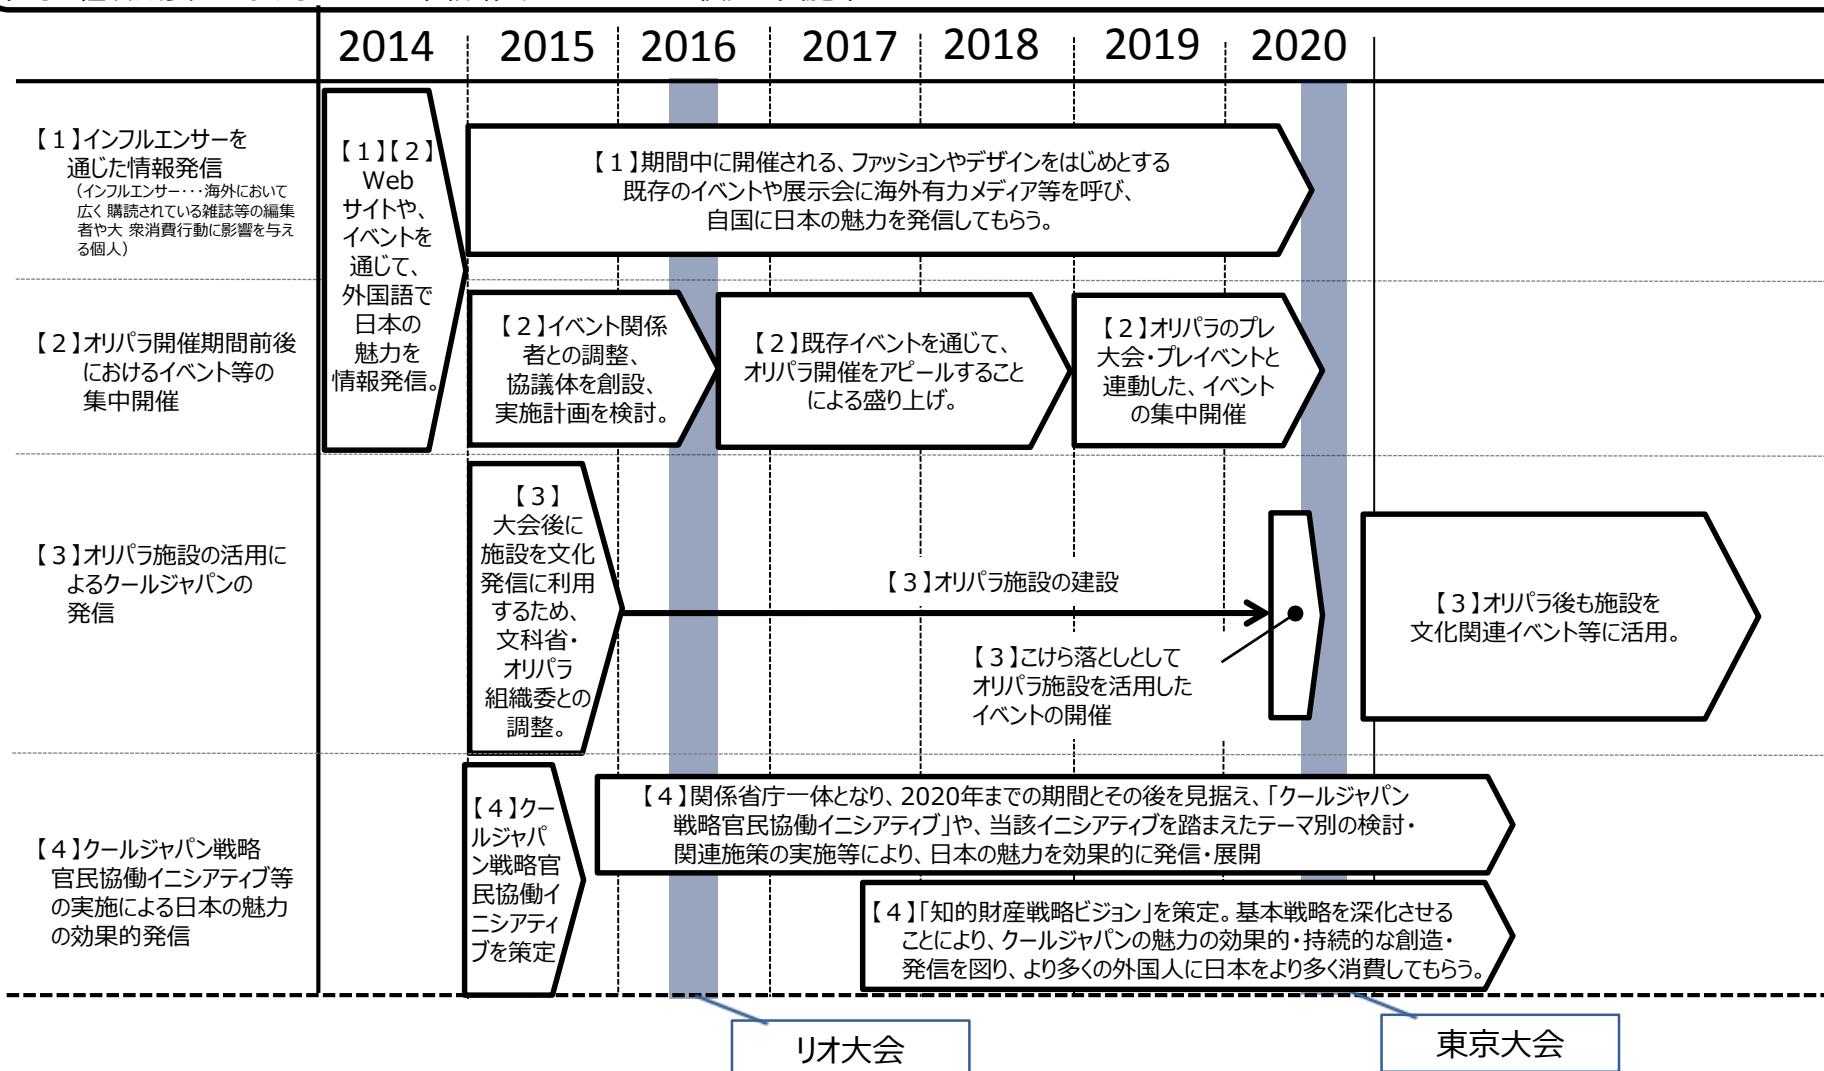 2014 2015 2016 2017 2018 2019 2020
【１】インフルエンサーを
通じた情報発信
（インフルエンサー・・・海外において
広く 購読されている雑誌等の編集
者や大 衆消費行動に影響を与え
る個人）
【１】【２】
Web
サイトや、
イベントを
通じて、
外国語で
日本の
魅力を
情報発信。
【１】期間中に開催される、ファッションやデザインをはじめとする
既存のイベントや展示会に海外有力メディア等を呼び、
自国に日本の魅力を発信してもらう。
【２】オリパラ開催期間前後
におけるイベント等の
集中開催
【２】イベント関係
者との調整、
協議体を創設、
実施計画を検討。
【２】既存イベントを通じて、
オリパラ開催をアピールすること
による盛り上げ。
【２】オリパラのプレ
大会・プレイベントと
連動した、イベント
の集中開催
【３】オリパラ施設の活用に
よるクールジャパンの
発信
【３】
大会後に
施設を文化
発信に利用
するため、
文科省・
オリパラ
組織委との
調整。
【３】オリパラ施設の建設
【３】こけら落としとして
オリパラ施設を活用した
イベントの開催
【３】オリパラ後も施設を
文化関連イベント等に活用。
【４】クールジャパン戦略
官民協働イニシアティブ等
の実施による日本の魅力
の効果的発信
【４】クー
ルジャパ
ン戦略官
民協働イ
ニシアティ
ブを策定
【４】関係省庁一体となり、2020年までの期間とその後を見据え、「クールジャパン
戦略官民協働イニシアティブ」や、当該イニシアティブを踏まえたテーマ別の検討・
関連施策の実施等により、日本の魅力を効果的に発信・展開
【４】「知的財産戦略ビジョン」を策定。基本戦略を深化させる
ことにより、クールジャパンの魅力の効果的・持続的な創造・
発信を図り、より多くの外国人に日本をより多く消費してもらう。
リオ大会
東京大会